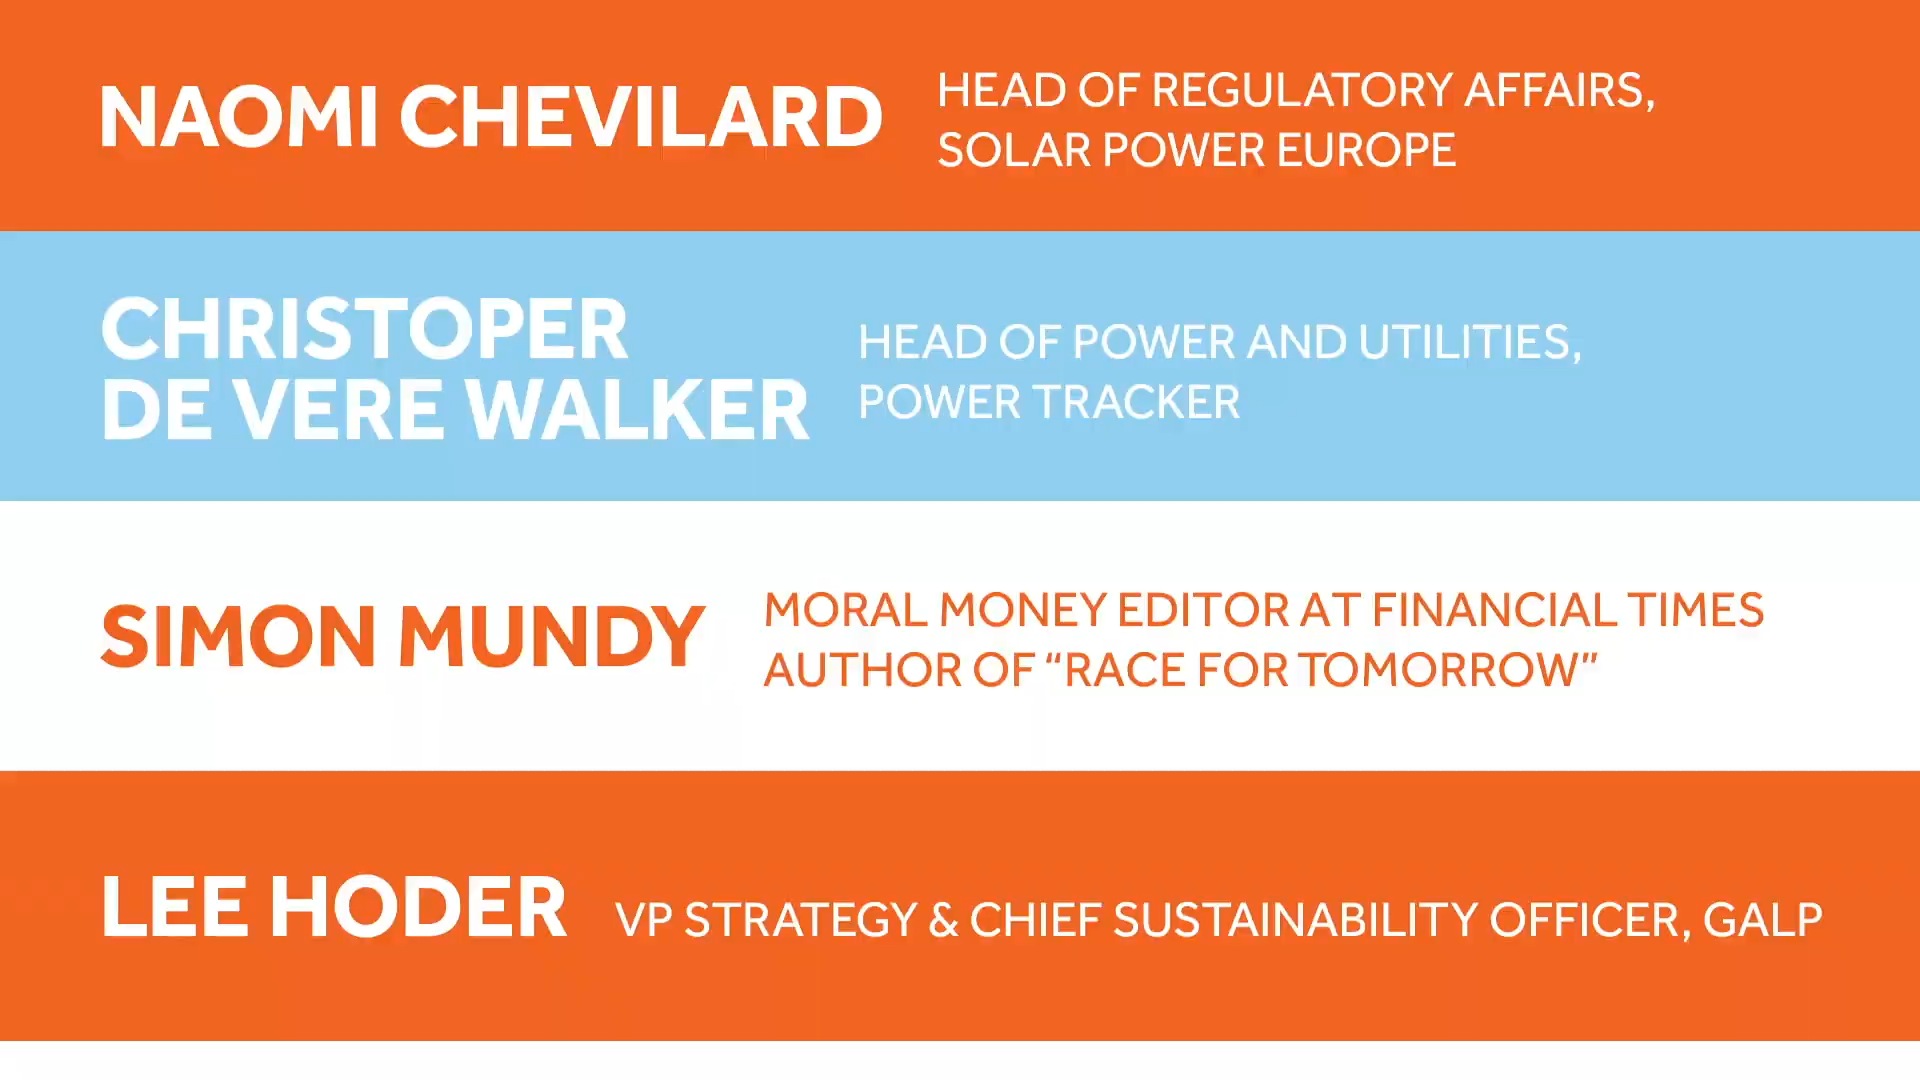 NAOMI CHEVILARD
HEAD OF REGULATORY AFFAIRS,
SOLAR POWER EUROPE
CHRISTOPER
DE VERE WALKER
HEAD OF POWER AND UTILITIES,
POWER TRACKER
SIMON MUNDY
MORAL MONEY EDITOR AT FINANCIAL TIMES
AUTHOR OF “RACE FOR TOMORROW”
LEE HODER
VP STRATEGY & CHIEF SUSTAINABILITY OFFICER, GALP